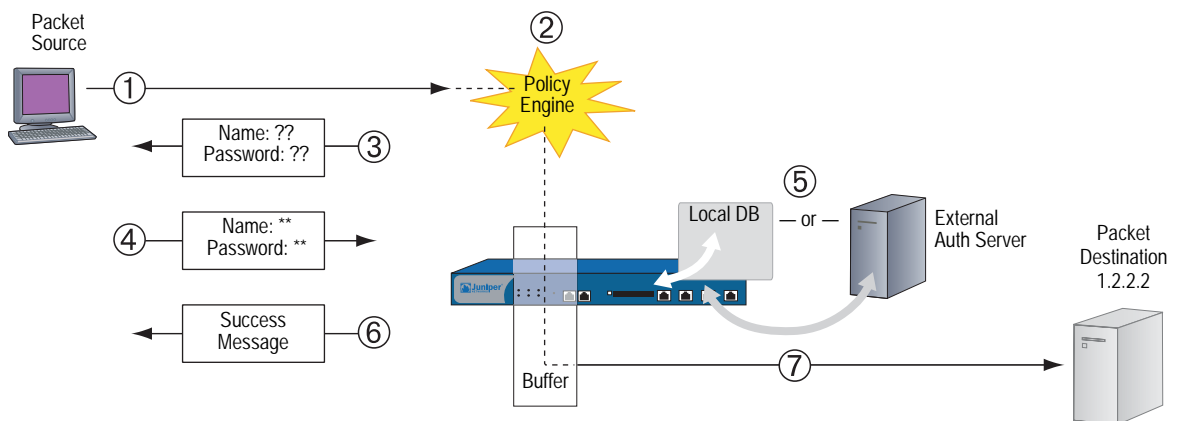 Packet
Source
①
②
Policy
Engine
Name: ??
Password: ??
③
④
Name: **
Password: **
⑤
Local DB
— or —
External
Auth Server
Packet
Destination
1.2.2.2
Juniper
Success
Message
⑥
Buffer
⑦